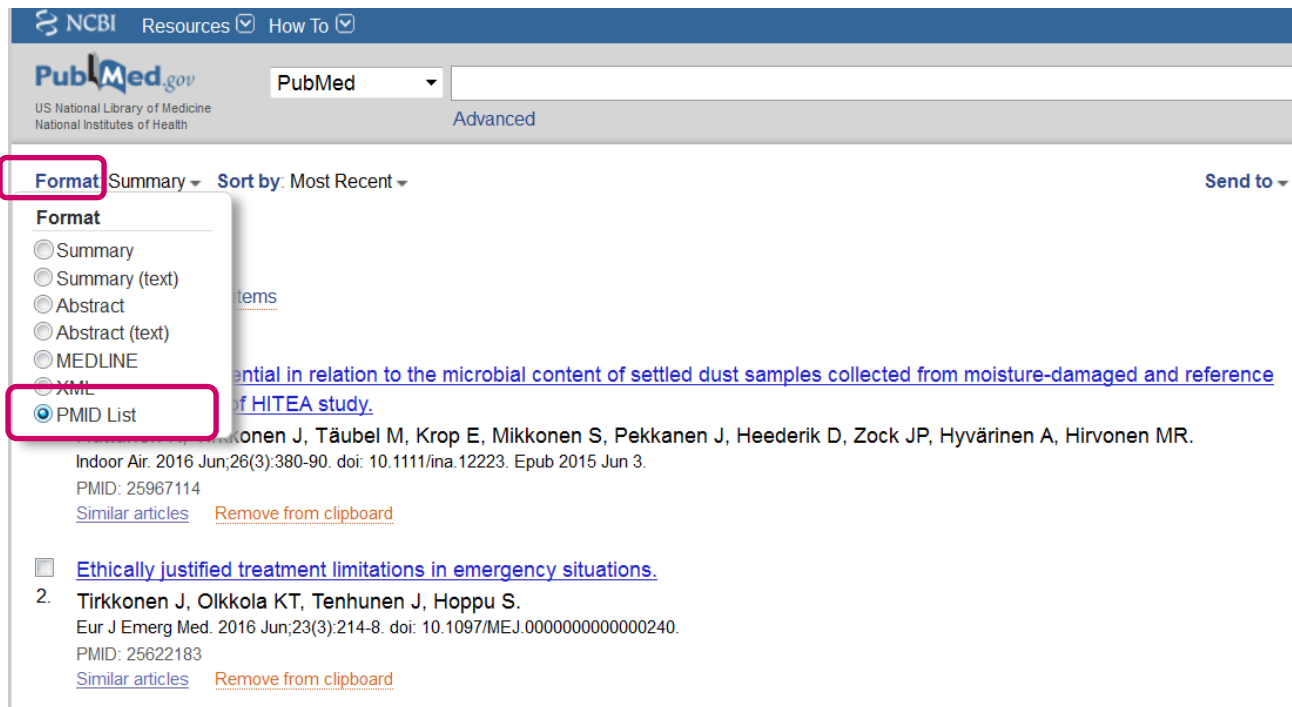 NCBI Resources How To
PubMed.gov
US National Library of Medicine
National Institutes of Health
PubMed
Advanced
Format: Summary Sort by: Most Recent Send to
Format
Summary
Summary (text)
Abstract
Abstract (text)
MEDLINE
XML
PMID List
items
in relation to the microbial content of settled dust samples collected from moisture-damaged and reference
of HITEA study.
J, Täubel M, Krop E, Mikkonen S, Pekkanen J, Heederik D, Zock JP, Hyvärinen A, Hirvonen MR.
Indoor Air. 2016 Jun;26(3):380-90. doi: 10.1111/ina.12223. Epub 2015 Jun 3.
PMID: 25967114
Similar articles Remove from clipboard
Ethically justified treatment limitations in emergency situations.
2. Tirkkonen J, Olkkola KT, Tenhunen J, Hoppu S.
Eur J Emerg Med. 2016 Jun;23(3):214-8. doi: 10.1097/MEJ.0000000000000240.
PMID: 25622183
Similar articles Remove from clipboard